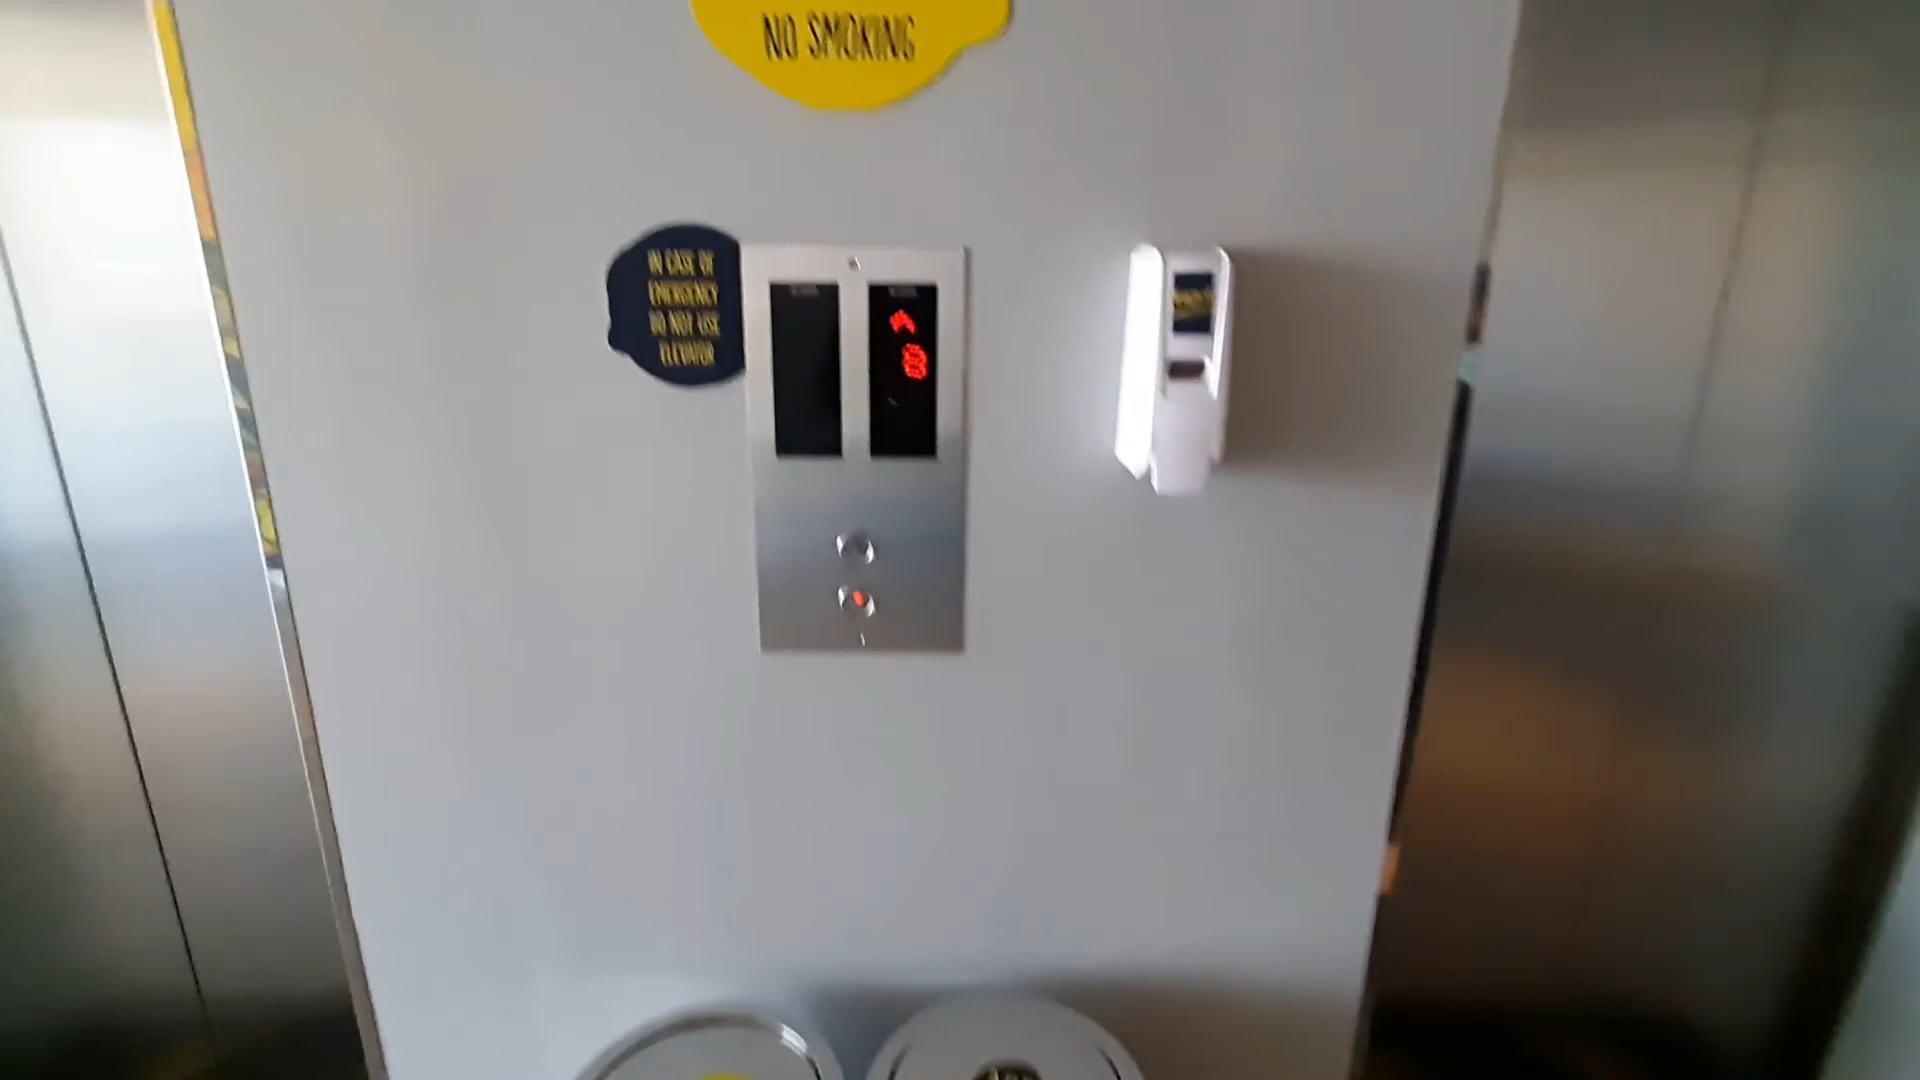 NO SMOKING
IN CASE OF
EMERGENCY
DO NOT USE
ELEVATOR
8